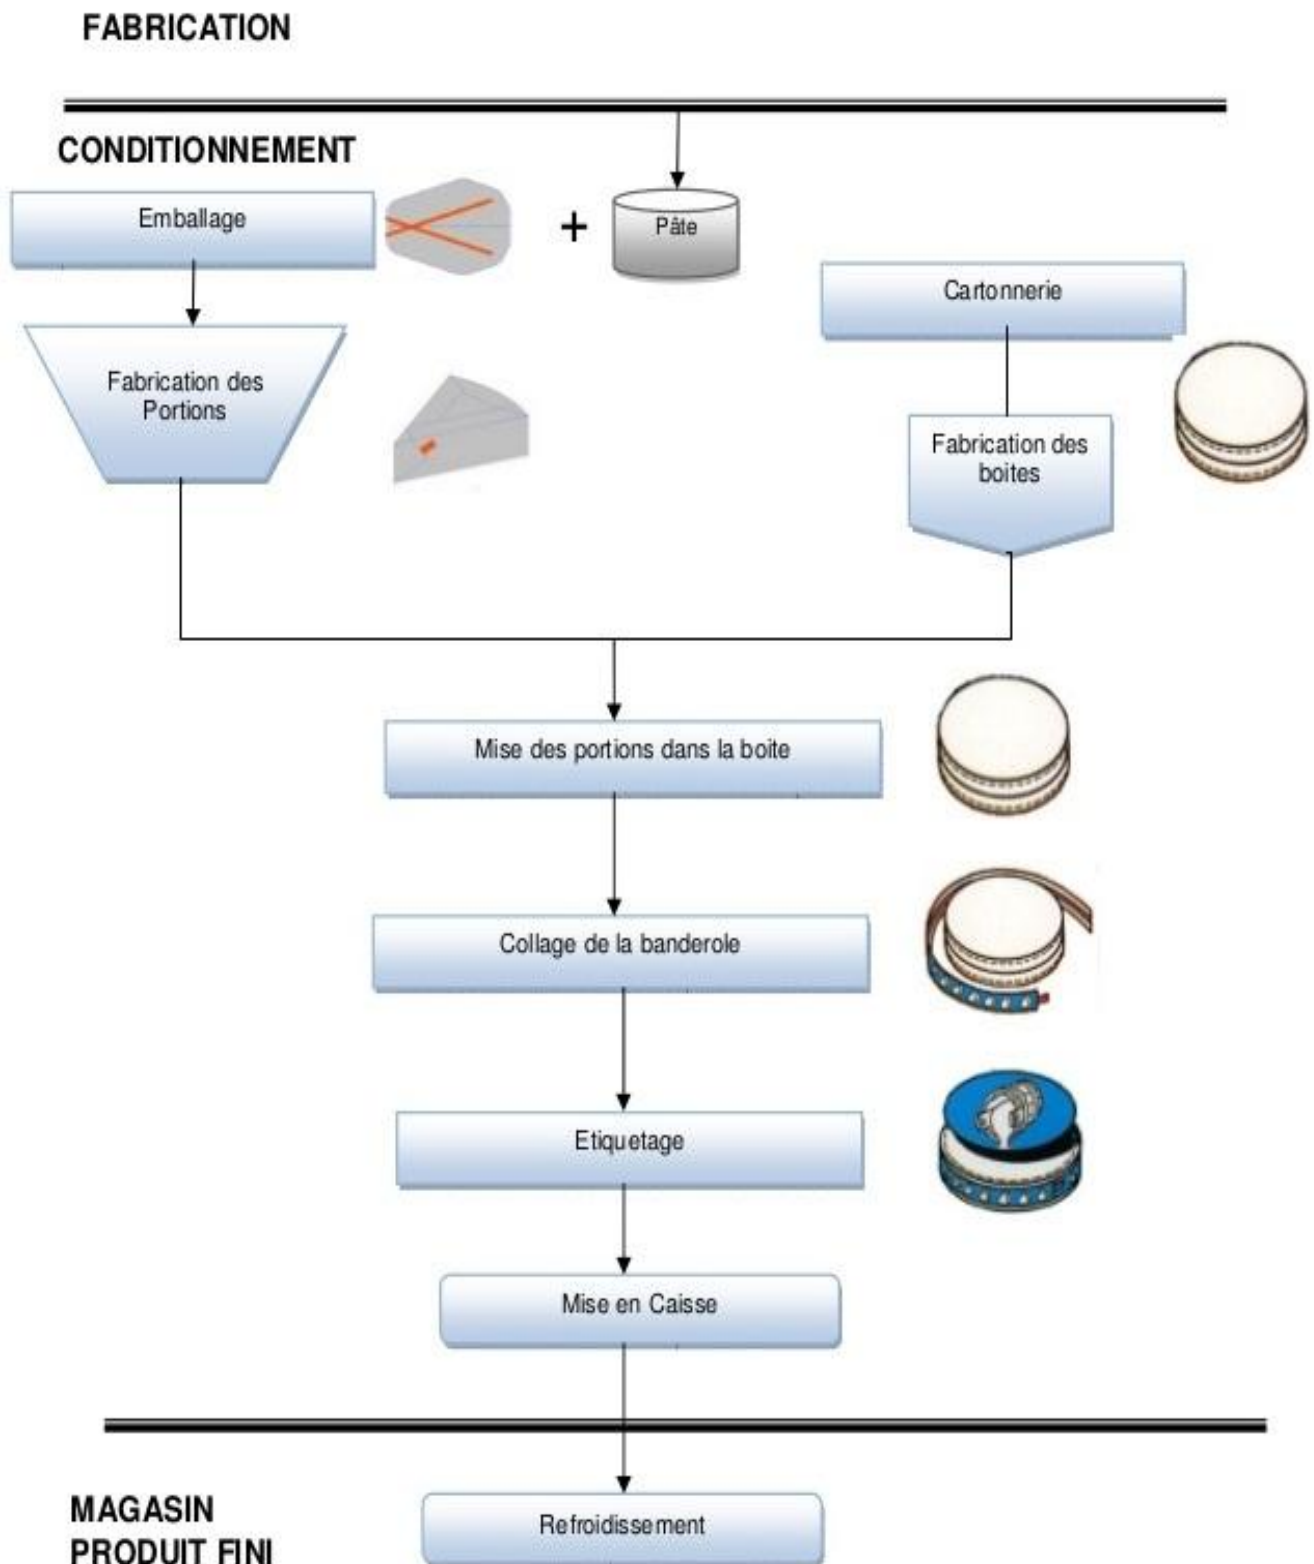 FABRICATION
CONDITIONNEMENT
Emballage
+
Pâte
Cartonnerie
Fabrication des
Portions
Fabrication des
boites
Mise des portions dans la boite
Collage de la banderole
Etiquetage
Mise en Caisse
MAGASIN
PRODUIT FINI
Refroidissement